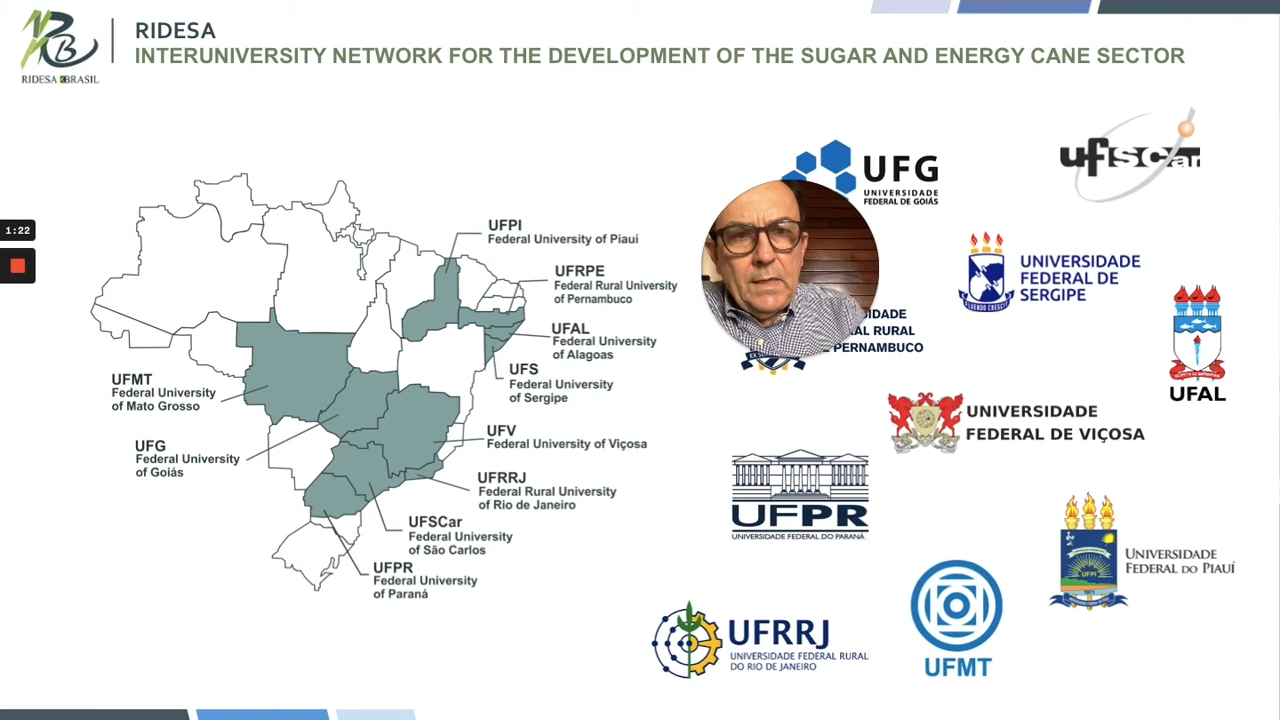 RIDESA
INTERUNIVERSITY NETWORK FOR THE DEVELOPMENT OF THE SUGAR AND ENERGY CANE SECTOR
RIDESA BRASIL
1:22
UFPI
Federal University of Piauí
UFRPE
Federal Rural University
of Pernambuco
UFAL
Federal University
of Alagoas
UFS
Federal University
of Sergipe
UFMT
Federal University
of Mato Grosso
UFV
Federal University of Viçosa
UFG
Federal University
of Goiás
UFRRJ
Federal Rural University
of Rio de Janeiro
UFSCar
Federal University
of São Carlos
UFPR
Federal University
of Paraná
UFG
UNIVERSIDADE
FEDERAL DE GOIÁS
ufscar
UNIVERSIDADE
FEDERAL DE
SERGIPE
RURAL
PERNAMBUCO
UFAL
UNIVERSIDADE
FEDERAL DE VIÇOSA
UFPR
UNIVERSIDADE FEDERAL DO PARANÁ
UFPI
1971
UNIVERSIDADE
FEDERAL DO PIAUÍ
UFRRJ
UNIVERSIDADE FEDERAL RURAL
DO RIO DE JANEIRO
UFMT